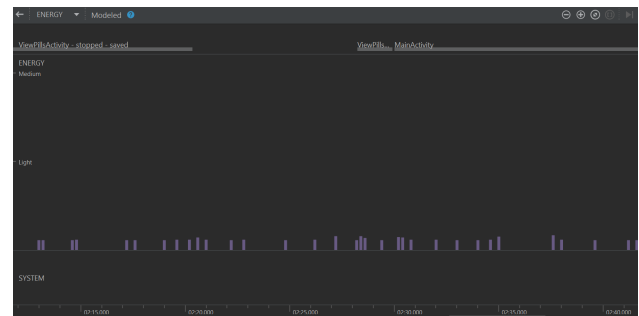 ENERGY Modeled ?
ViewPillsActivity - stopped - saved ViewPills... MainActivity
ENERGY
Medium
Light
SYSTEM
02:15.000 02:20.000 02:25.000 02:30.000 02:35.000 02:40.000